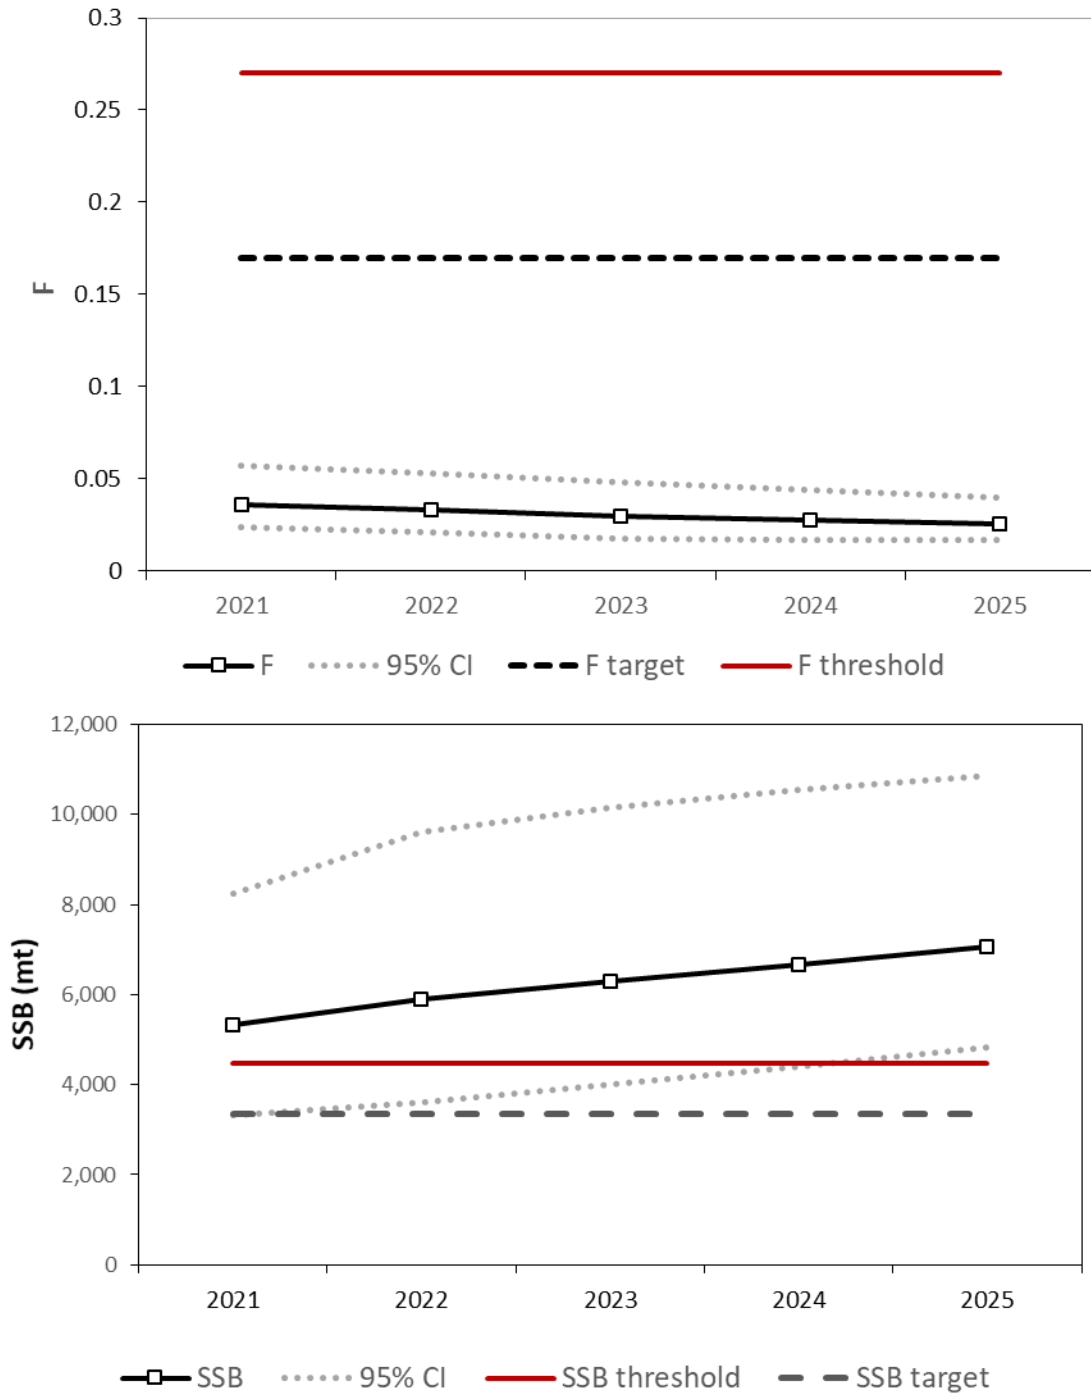 0.3
0.25
0.2
0.15
0.1
0.05
0
F
2021 2022 2023 2024 2025
F 95% CI F target F threshold
12,000
10,000
8,000
6,000
4,000
2,000
0
SSB (mt)
2021 2022 2023 2024 2025
SSB 95% CI SSB threshold SSB target